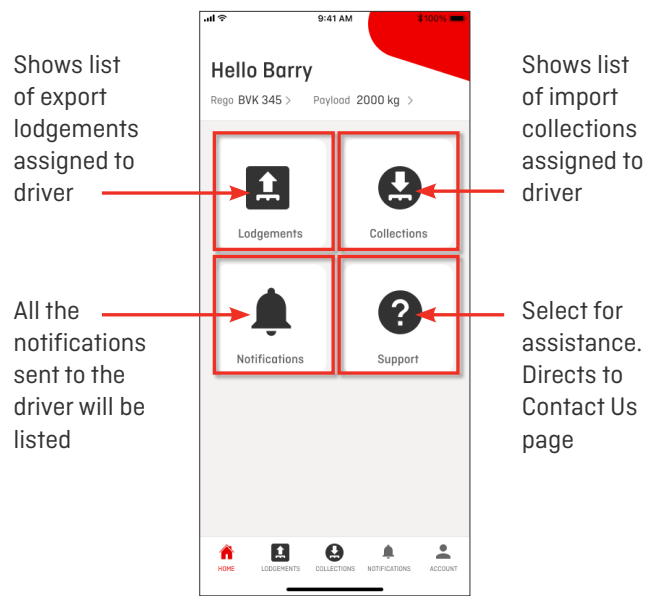 9:41 AM
100%
Hello Barry
Rego BVK 345 > Payload 2000 kg >
Shows list
of export
lodgements
assigned to
driver
Shows list
of import
collections
assigned to
driver
Lodgements
Collections
All the
notifications
sent to the
driver will be
listed
Select for
assistance.
Directs to
Contact Us
page
Notifications
?
Support
HOME
LODGEMENTS
COLLECTIONS
NOTIFICATIONS
ACCOUNT